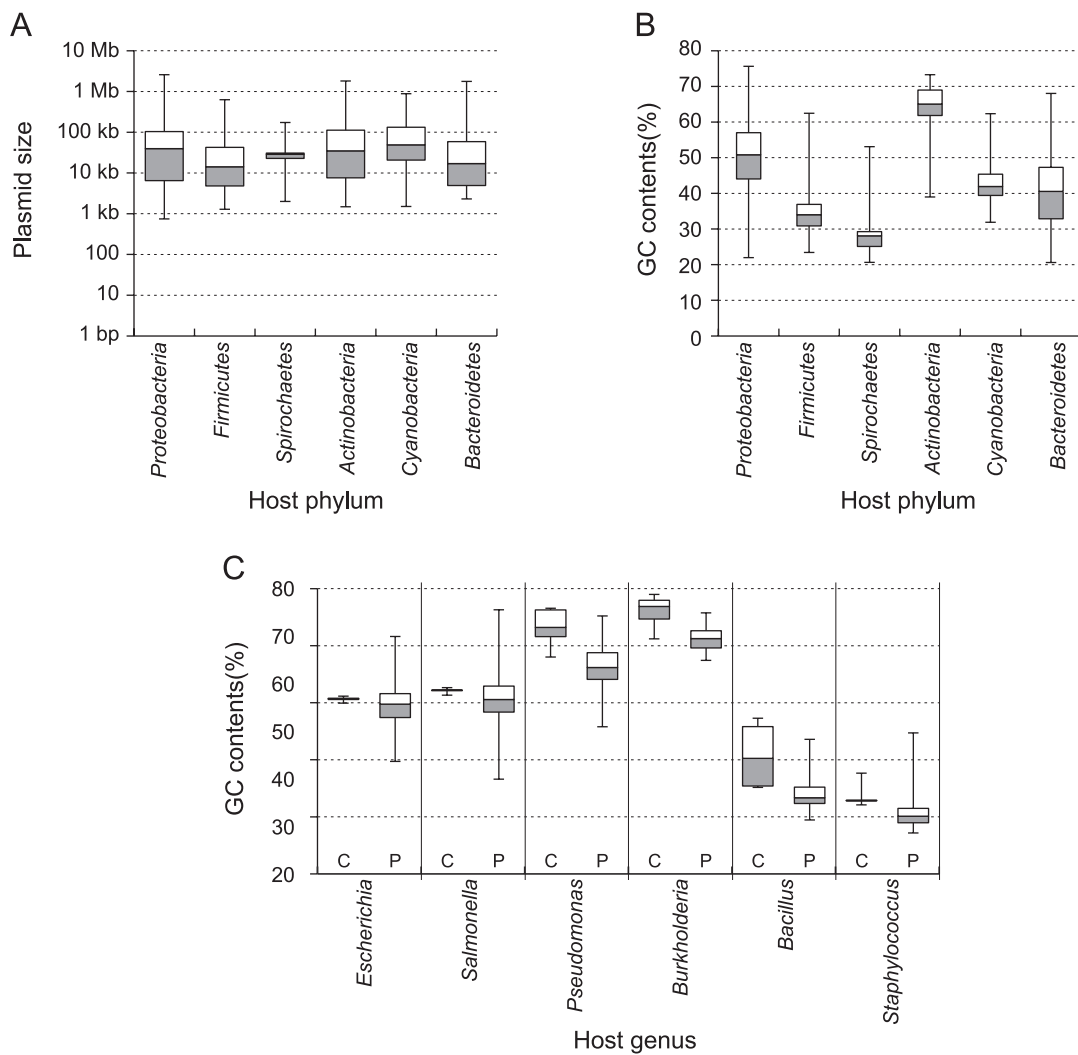 A
10 Mb
1 Mb
100 kb
10 kb
1 kb
100
10
1 bp
Plasmid size
Proteobacteria
Firmicutes
Spirochaetes
Actinobacteria
Cyanobacteria
Bacteroidetes
Host phylum
B
80
70
60
50
40
30
20
10
0
GC contents(%)
Proteobacteria
Firmicutes
Spirochaetes
Actinobacteria
Cyanobacteria
Bacteroidetes
Host phylum
C
80
70
60
50
40
30
20
GC contents(%)
C P C P C P C P C P C P
Escherichia
Salmonella
Pseudomonas
Burkholderia
Bacillus
Staphylococcus
Host genus